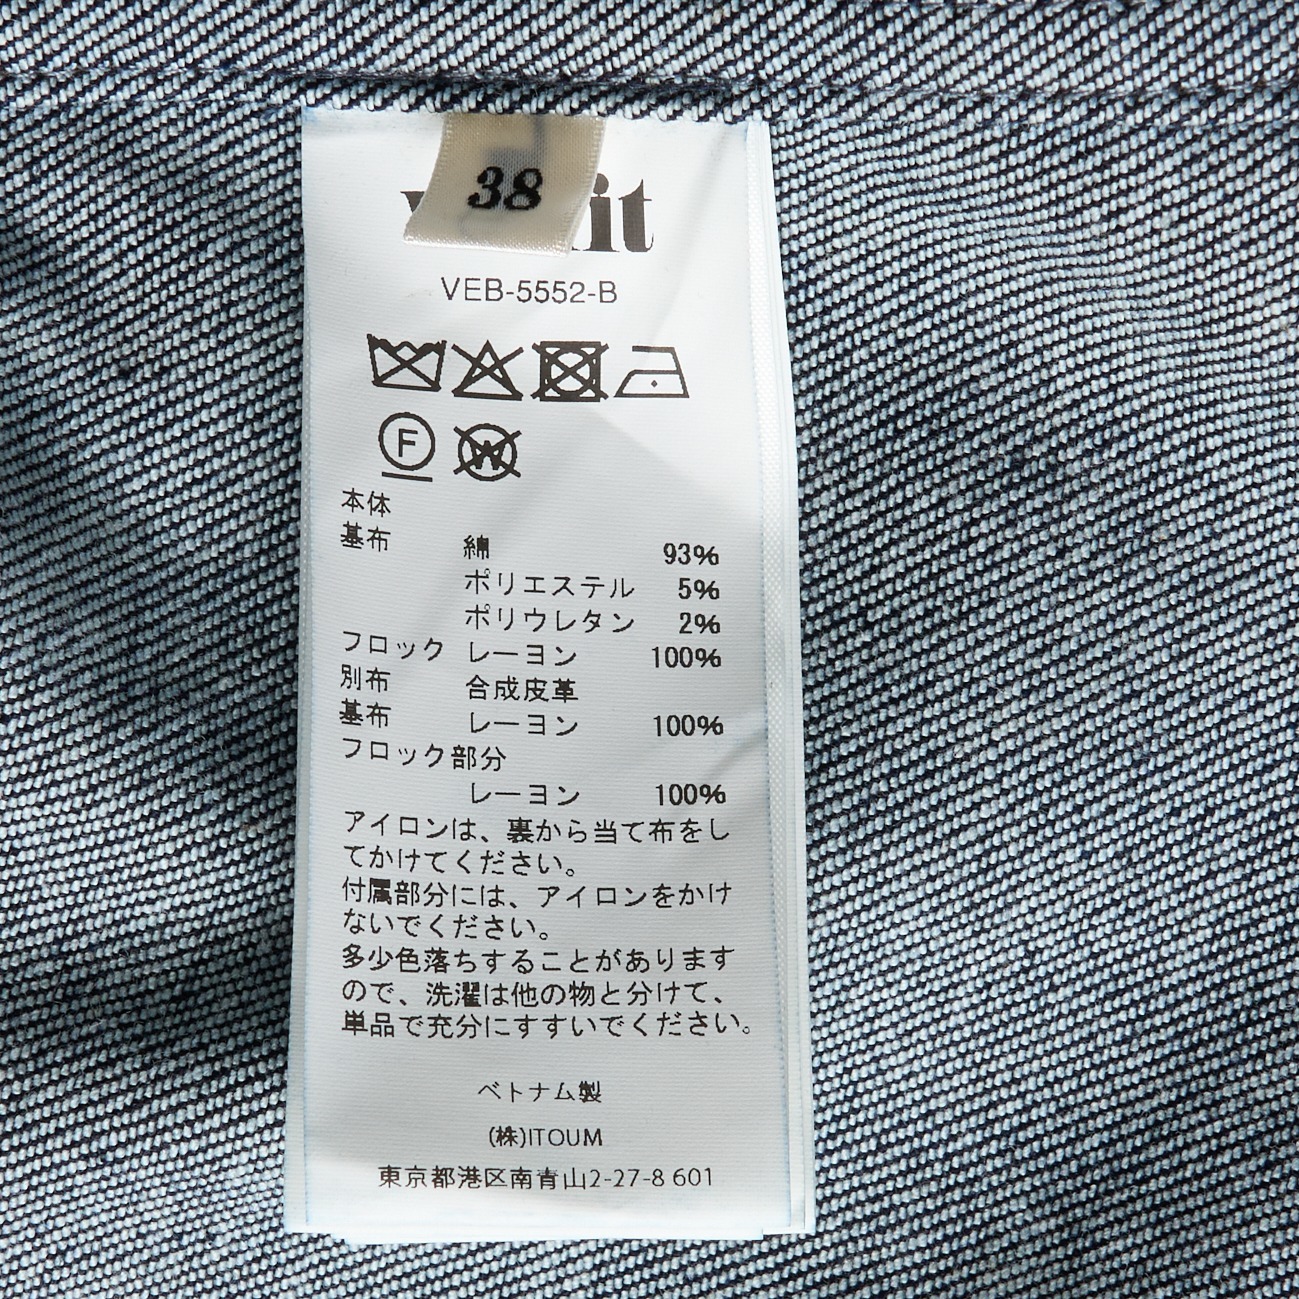 38
VEB-5552-B
F
W
本体
基布 綿 93%
ポリエステル 5%
ポリウレタン 2%
フロック レーヨン 100%
別布 合成皮革
基布 レーヨン 100%
フロック部分
レーヨン 100%
アイロンは、裏から当て布をし
てかけてください。
付属部分には、アイロンをかけ
ないでください。
多少色落ちすることがあります
ので、洗濯は他の物と分けて、
単品で充分にすすいでください。
ベトナム製
(株)ITOUM
東京都港区南青山2-27-8 601